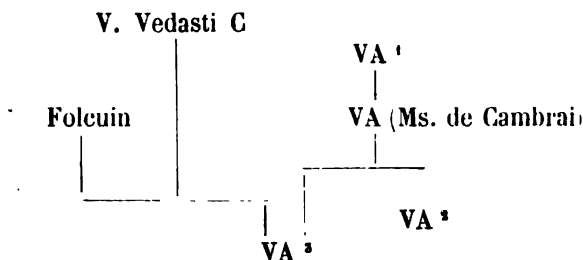 V. Vedasti C
VA ¹
Folcuin
VA (Ms. de Cambrai)
VA ²
VA ³